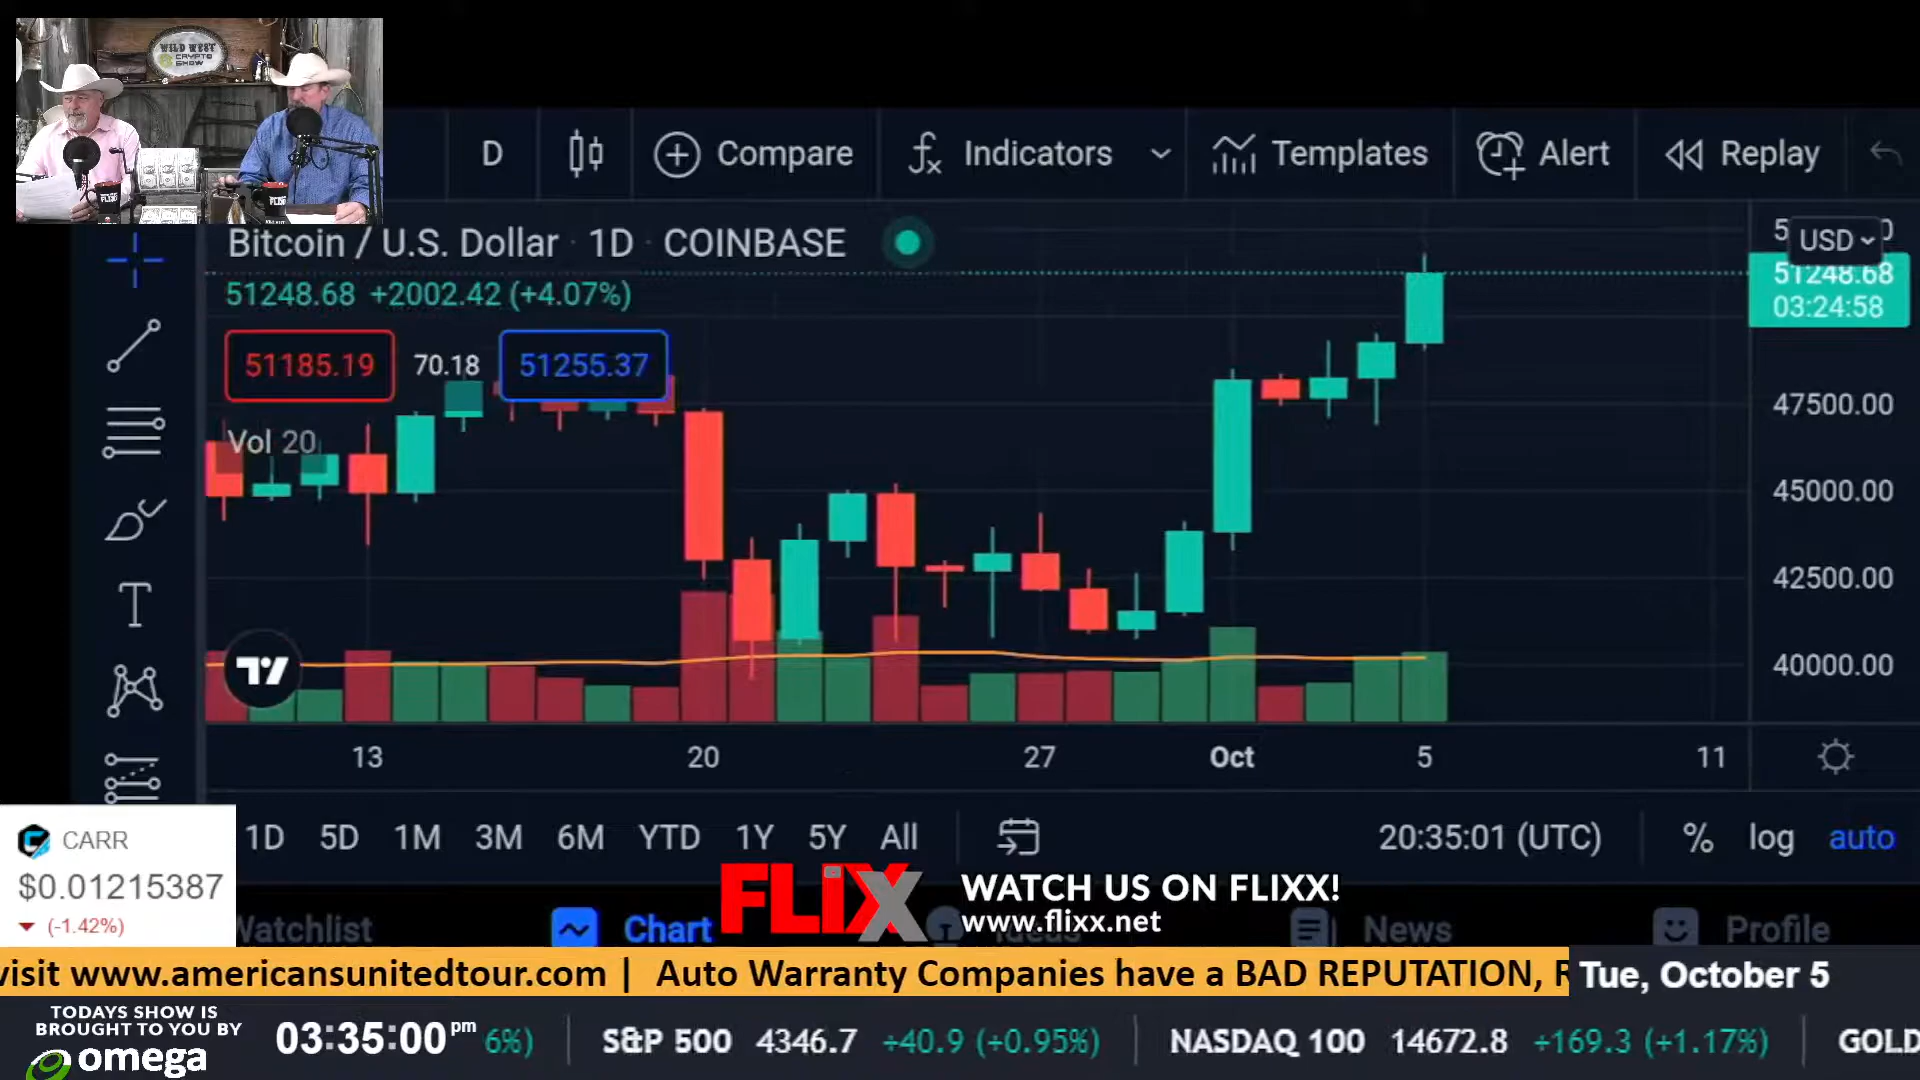 WILD WEST
CRYPTO
SHOW
D
Compare
Indicators
Templates
Alert
Replay
Bitcoin / U.S. Dollar · 1D · COINBASE
USD
51248.68 +2002.42 (+4.07%)
51248.68
03:24:58
51185.19
70.18
51255.37
Vol 20
47500.00
45000.00
42500.00
40000.00
13
20
27
Oct
5
11
1D
5D
1M
3M
6M
YTD
1Y
5Y
All
20:35:01 (UTC)
%
log
auto
CARR
$0.01215387
(-1.42%)
FLiXX
WATCH US ON FLIXX!
www.flixx.net
Watchlist
Chart
Ideas
News
Profile
visit www.americansunitedtour.com | Auto Warranty Companies have a BAD REPUTATION, R
Tue, October 5
TODAYS SHOW IS
BROUGHT TO YOU BY
omega
03:35:00 pm
6%)
S&P 500 4346.7 +40.9 (+0.95%)
NASDAQ 100 14672.8 +169.3 (+1.17%)
GOLD